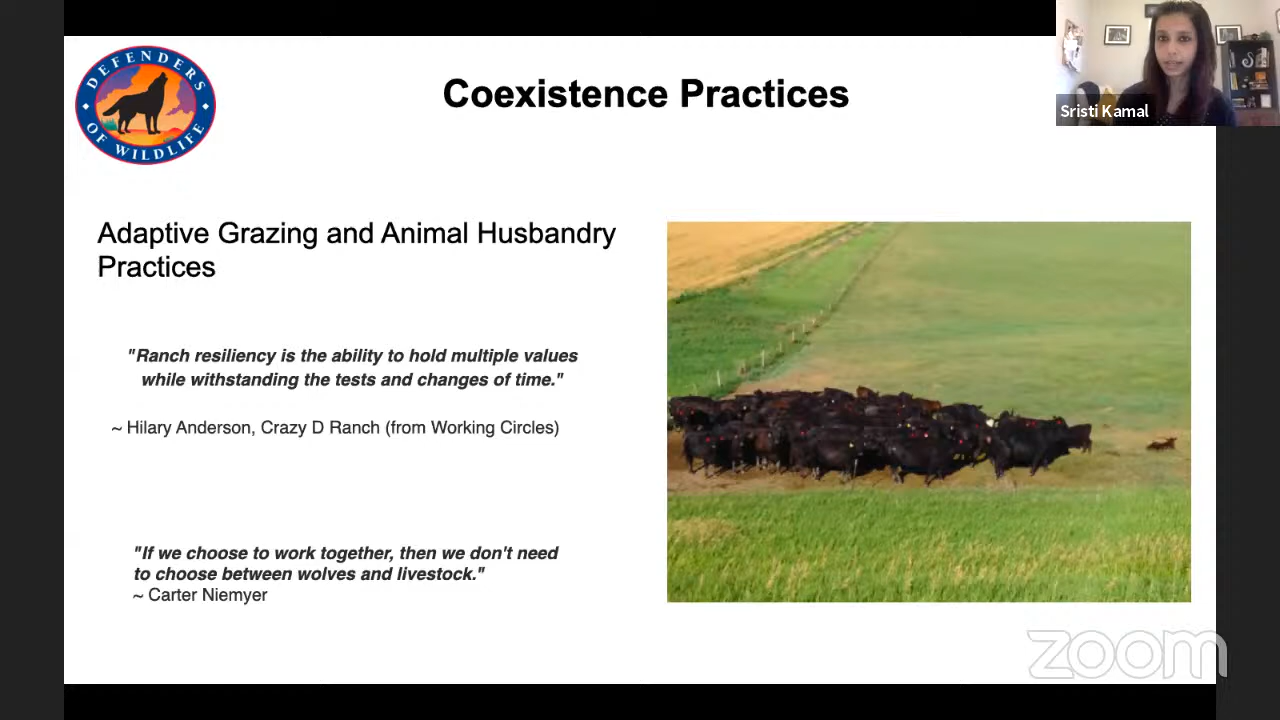 DEFENDERS
OF WILDLIFE
Coexistence Practices
Sristi Kamal
Adaptive Grazing and Animal Husbandry
Practices
"Ranch resiliency is the ability to hold multiple values
while withstanding the tests and changes of time."
~ Hilary Anderson, Crazy D Ranch (from Working Circles)
"If we choose to work together, then we don't need
to choose between wolves and livestock."
~ Carter Niemyer
zoom